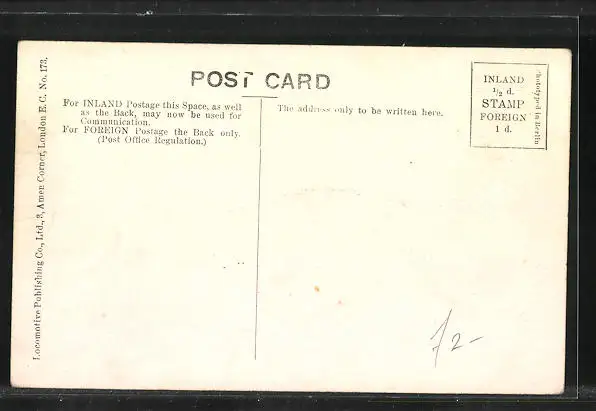 POST CARD
For INLAND Postage this Space, as well
as the Back, may now be used for
Communication.
For FOREIGN Postage the Back only.
(Post Office Regulation.)
The address only to be written here.
INLAND
½ d.
STAMP
FOREIGN
1 d.
Phototyped in Berlin
Locomotive Publishing Co., Ltd., 3, Amen Corner, London E. C. No. 173.
72-